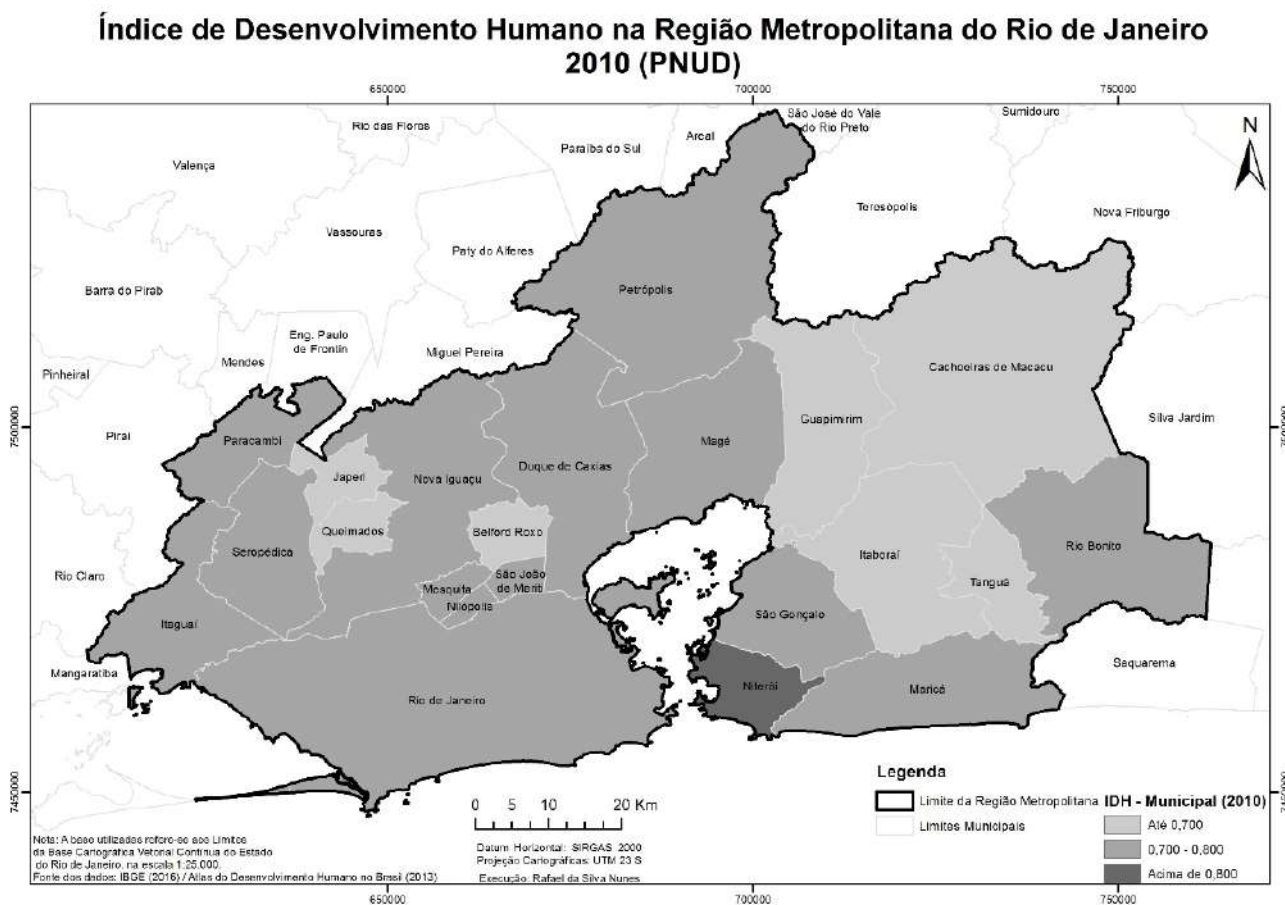 Índice de Desenvolvimento Humano na Região Metropolitana do Rio de Janeiro
2010 (PNUD)
650000
700000
750000
São José do Vale
do Rio Preto
Sumidouro
Rio das Flores
Areal
N
Paraíba do Sul
Valença
Teresópolis
Nova Friburgo
Vassouras
Paty do Alferes
Barra do Piraí
Petrópolis
Eng. Paulo
de Frontin
Miguel Pereira
Mendes
Pinheiral
Cachoeiras de Macacu
7500000
7500000
Piraí
Paracambi
Guapimirim
Silva Jardim
Magé
Duque de Caxias
Japeri
Nova Iguaçu
Queimados
Belford Roxo
Seropédica
Itaboraí
Rio Bonito
Rio Claro
São João
de Meriti
Mesquita
Nilópolis
Tanguá
São Gonçalo
Itaguaí
Mangaratiba
Saquarema
Niterói
Maricá
Rio de Janeiro
7450000
7450000
Legenda
Limite da Região Metropolitana
Limites Municipais
IDH - Municipal (2010)
Até 0,700
0,700 - 0,800
Acima de 0,800
0 5 10 20 Km
Datum Horizontal: SIRGAS 2000
Projeção Cartográficas: UTM 23 S
Execução: Rafael da Silva Nunes
Nota: A base utilizadas refere-se aos Limites
da Base Cartográfica Vetorial Contínua do Estado
do Rio de Janeiro, na escala 1:25.000.
Fonte dos dados: IBGE (2016) / Atlas do Desenvolvimento Humano no Brasil (2013)
650000
700000
750000